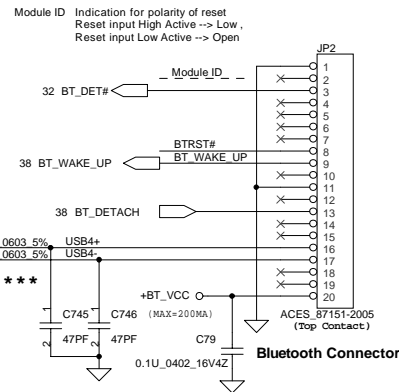 Module ID Indication for polarity of reset
Reset input High Active --> Low ,
Reset input Low Active --> Open
JP2
Module ID
32 BT_DET#
BTRST#
BT_WAKE_UP
38 BT_WAKE_UP
38 BT_DETACH
0603_5% USB4+
0603_5% USB4-
1
2
3
4
5
6
7
8
9
10
11
12
13
14
15
16
17
18
19
20
***
+BT_VCC
(MAX=200MA)
ACES_87151-2005
(Top Contact)
1 C745
2 47PF
1 C746
2 47PF
C79
0.1U_0402_16V4Z
Bluetooth Connector